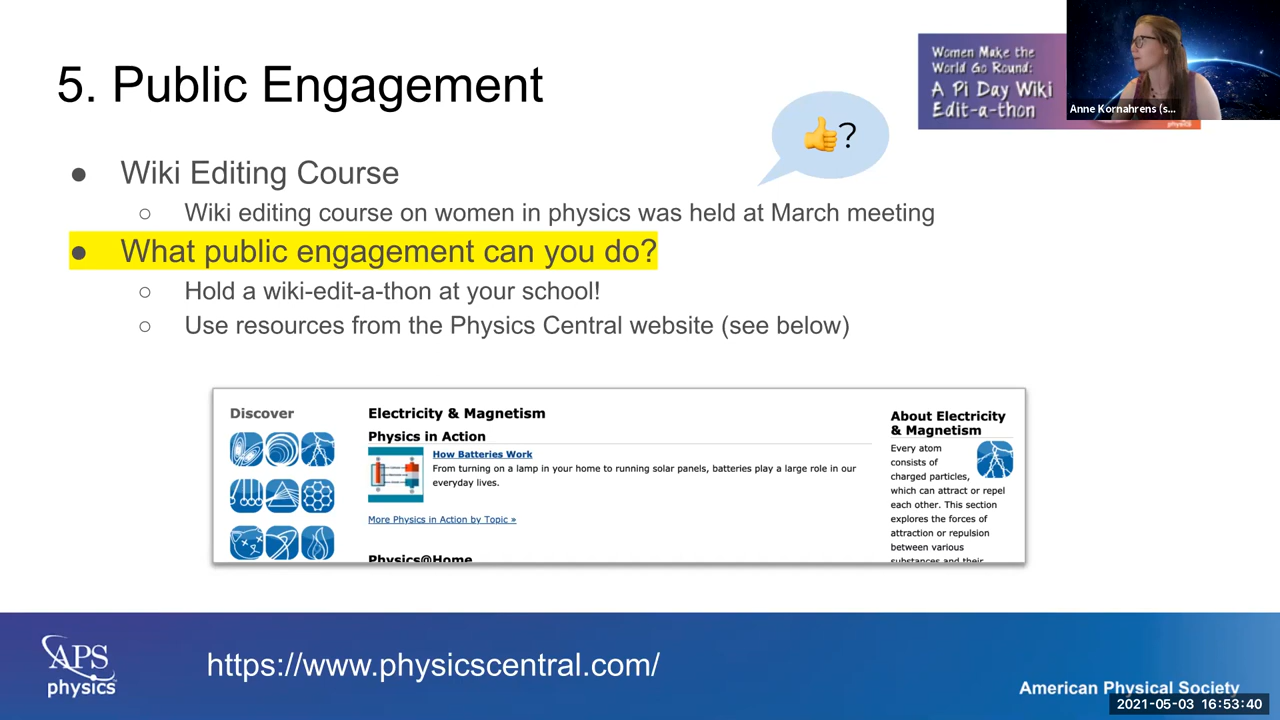 5. Public Engagement
Women Make the
World Go Round:
A Pi Day Wiki
Edit-a-thon
physics
Anne Kornahrens (s...
?
● Wiki Editing Course
○ Wiki editing course on women in physics was held at March meeting
● What public engagement can you do?
○ Hold a wiki-edit-a-thon at your school!
○ Use resources from the Physics Central website (see below)
Discover
Electricity & Magnetism
Physics in Action
How Batteries Work
From turning on a lamp in your home to running solar panels, batteries play a large role in our
everyday lives.
More Physics in Action by Topic »
Physics@Home
About Electricity
& Magnetism
Every atom
consists of
charged particles,
which can attract or repel
each other. This section
explores the forces of
attraction or repulsion
between various
substances and their
APS
physics
https://www.physicscentral.com/
American Physical Society
2021-05-03 16:53:40